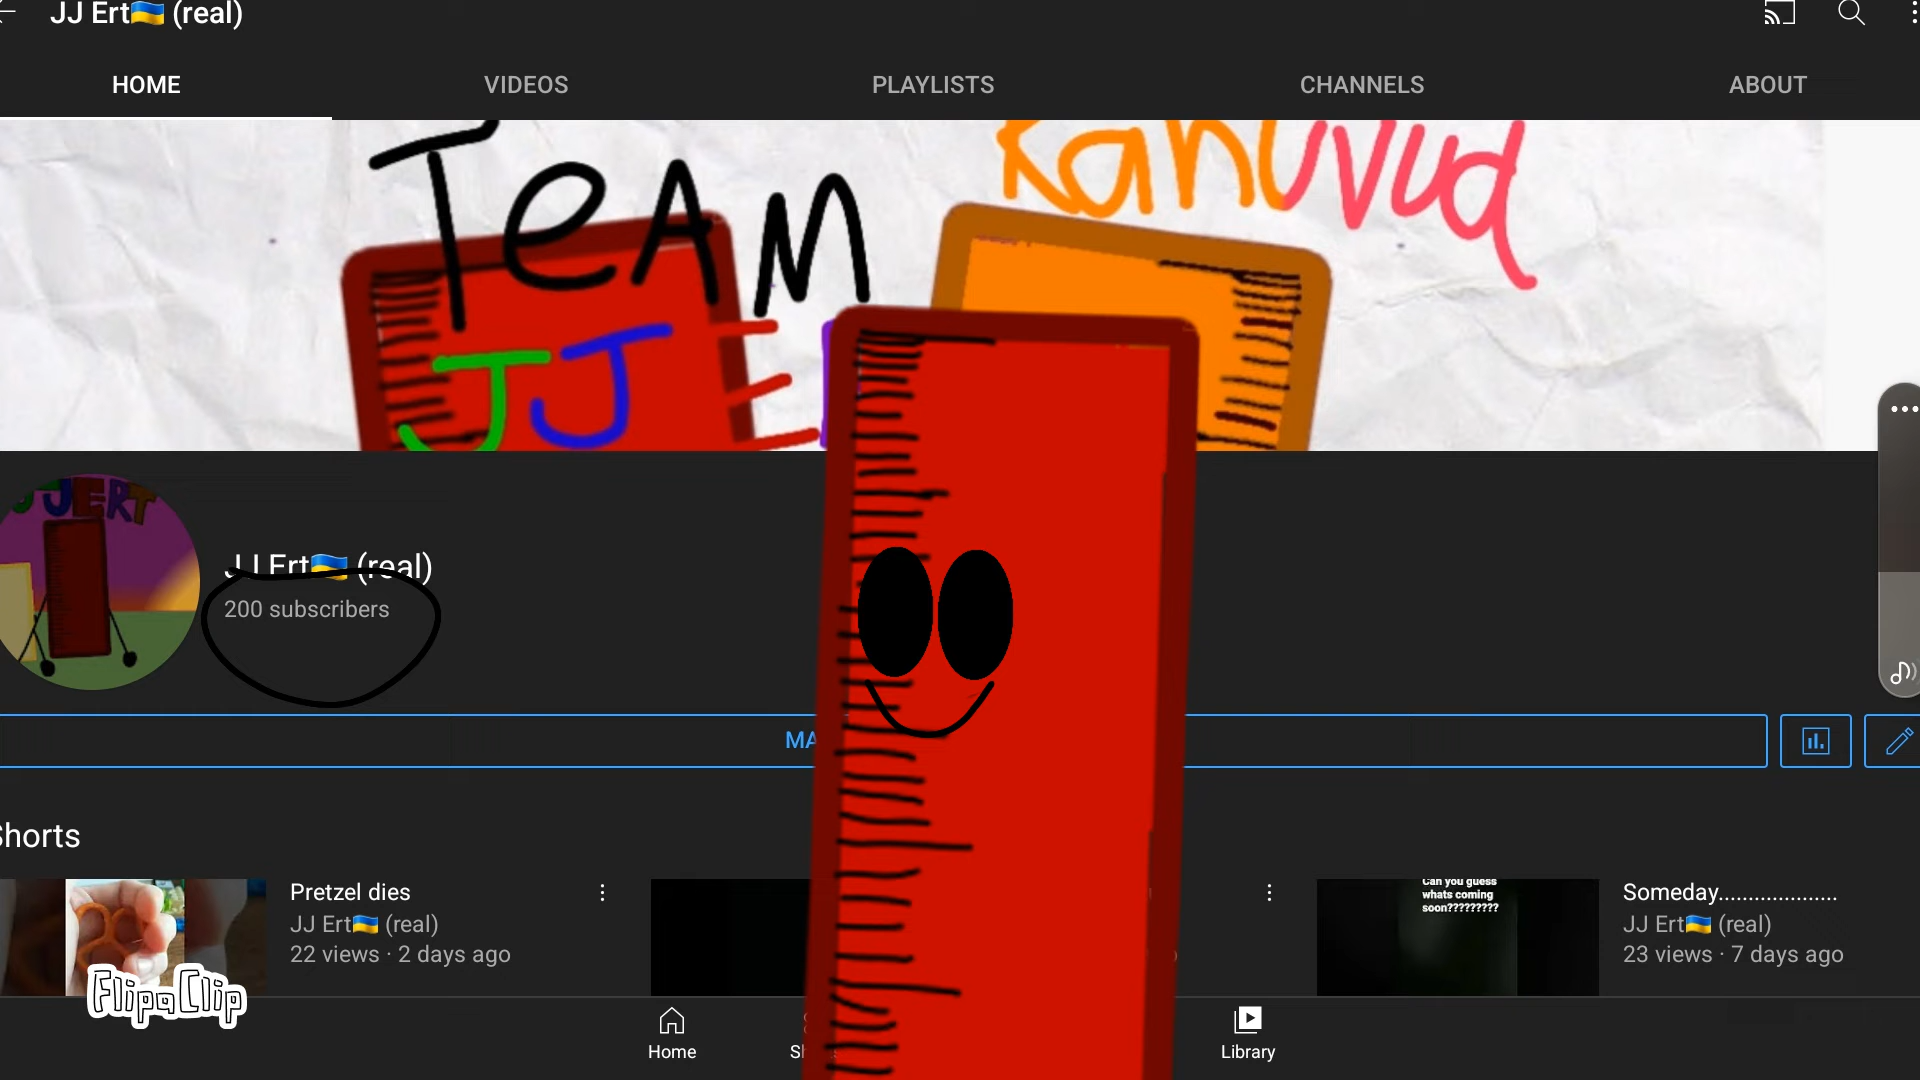 JJ Ert🇺🇦 (real)
HOME VIDEOS PLAYLISTS CHANNELS ABOUT
TeAM
JJ E
JJERT
JJ Ert🇺🇦 (real)
200 subscribers
MA
Shorts
Pretzel dies
JJ Ert🇺🇦 (real)
22 views · 2 days ago
Can you guess
whats coming
soon?????????
Someday....................
JJ Ert🇺🇦 (real)
23 views · 7 days ago
FlipaClip
Home
Library